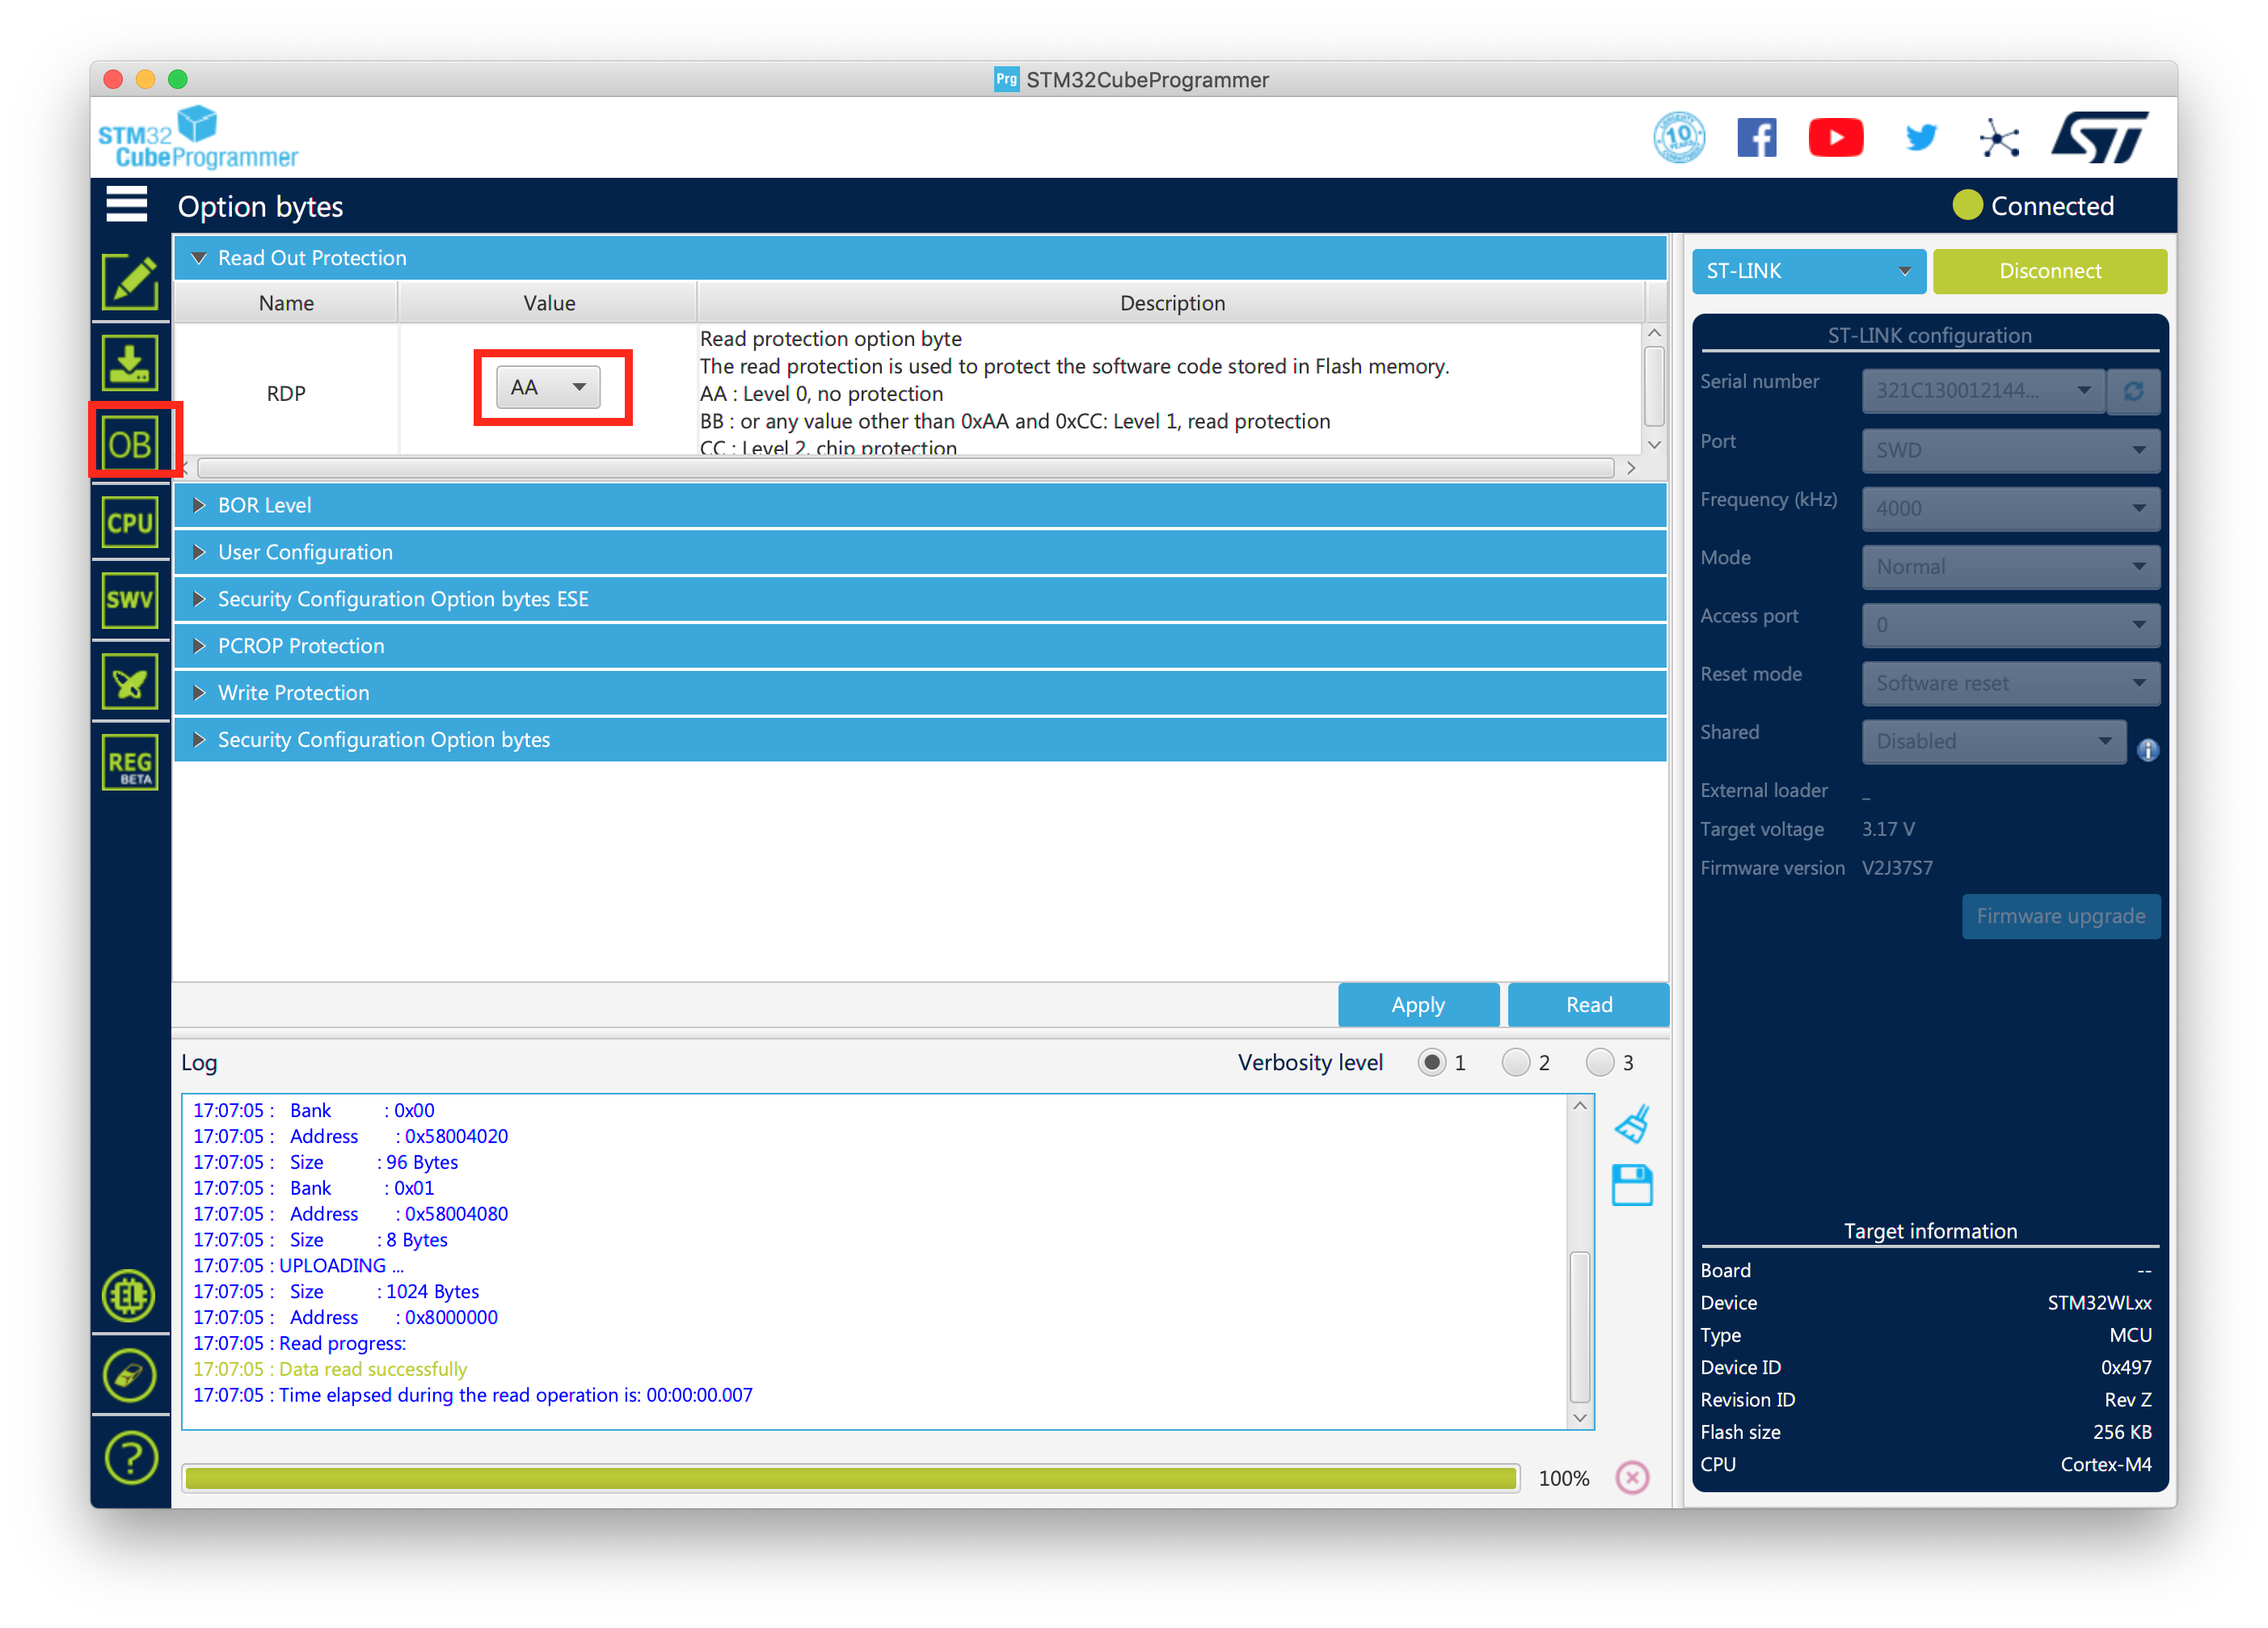 Prg STM32CubeProgrammer
STM32
CubeProgrammer
10
YEARS
ST
Option bytes
Connected
Read Out Protection
Name Value Description
RDP
AA
Read protection option byte
The read protection is used to protect the software code stored in Flash memory.
AA : Level 0, no protection
BB : or any value other than 0xAA and 0xCC: Level 1, read protection
CC : Level 2, chip protection
BOR Level
User Configuration
Security Configuration Option bytes ESE
PCROP Protection
Write Protection
Security Configuration Option bytes
Apply Read
OB
CPU
SWV
REG
BETA
EL
?
Log
Verbosity level 1 2 3
17:07:05 : Bank : 0x00
17:07:05 : Address : 0x58004020
17:07:05 : Size : 96 Bytes
17:07:05 : Bank : 0x01
17:07:05 : Address : 0x58004080
17:07:05 : Size : 8 Bytes
17:07:05 : UPLOADING ...
17:07:05 : Size : 1024 Bytes
17:07:05 : Address : 0x8000000
17:07:05 : Read progress:
17:07:05 : Data read successfully
17:07:05 : Time elapsed during the read operation is: 00:00:00.007
100%
ST-LINK Disconnect
ST-LINK configuration
Serial number 321C130012144...
Port SWD
Frequency (kHz) 4000
Mode Normal
Access port 0
Reset mode Software reset
Shared Disabled
External loader _
Target voltage 3.17 V
Firmware version V2J37S7
Firmware upgrade
Target information
Board --
Device STM32WLxx
Type MCU
Device ID 0x497
Revision ID Rev Z
Flash size 256 KB
CPU Cortex-M4